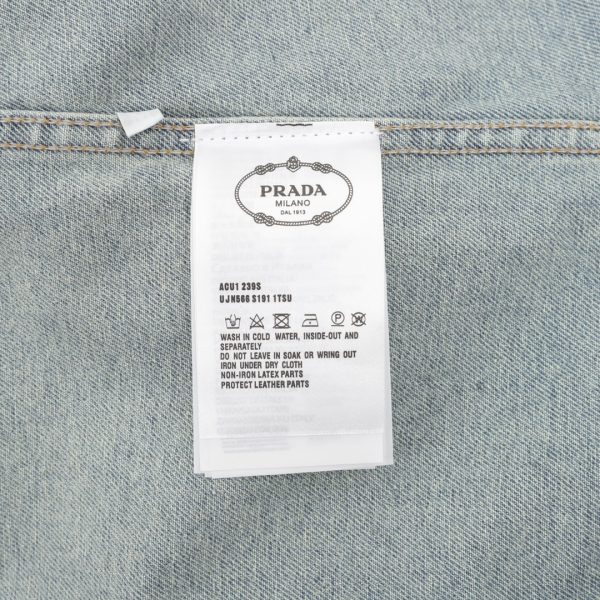 PRADA
MILANO
DAL 1913
ACU1 239S
UJN566 S191 1TSU
P
WASH IN COLD WATER, INSIDE-OUT AND
SEPARATELY
DO NOT LEAVE IN SOAK OR WRING OUT
IRON UNDER DRY CLOTH
NON-IRON LATEX PARTS
PROTECT LEATHER PARTS